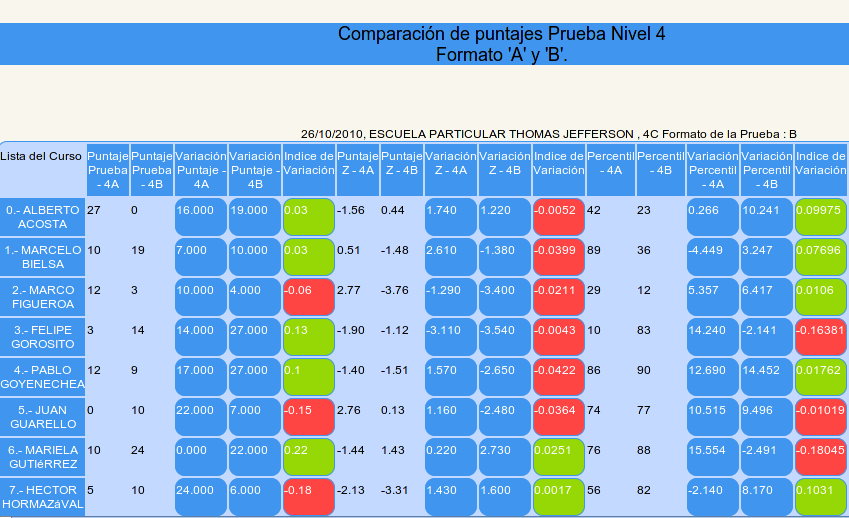 Comparación de puntajes Prueba Nivel 4
Formato 'A' y 'B'.
26/10/2010, ESCUELA PARTICULAR THOMAS JEFFERSON , 4C Formato de la Prueba : B
Lista del Curso Puntaje Prueba - 4A Puntaje Prueba - 4B Variación Puntaje - 4A Variación Puntaje - 4B Indice de Variación Puntaje Z - 4A Puntaje Z - 4B Variación Z - 4A Variación Z - 4B Indice de Variación Percentil - 4A Percentil - 4B Variación Percentil - 4A Variación Percentil - 4B Indice de Variación
0.- ALBERTO ACOSTA 27 0 16.000 19.000 0.03 -1.56 0.44 1.740 1.220 -0.0052 42 23 0.266 10.241 0.09975
1.- MARCELO BIELSA 10 19 7.000 10.000 0.03 0.51 -1.48 2.610 -1.380 -0.0399 89 36 -4.449 3.247 0.07696
2.- MARCO FIGUEROA 12 3 10.000 4.000 -0.06 2.77 -3.76 -1.290 -3.400 -0.0211 29 12 5.357 6.417 0.0106
3.- FELIPE GOROSITO 3 14 14.000 27.000 0.13 -1.90 -1.12 -3.110 -3.540 -0.0043 10 83 14.240 -2.141 -0.16381
4.- PABLO GOYENECHEA 12 9 17.000 27.000 0.1 -1.40 -1.51 1.570 -2.650 -0.0422 86 90 12.690 14.452 0.01762
5.- JUAN GUARELLO 0 10 22.000 7.000 -0.15 2.76 0.13 1.160 -2.480 -0.0364 74 77 10.515 9.496 -0.01019
6.- MARIELA GUTIéRREZ 10 24 0.000 22.000 0.22 -1.44 1.43 0.220 2.730 0.0251 76 88 15.554 -2.491 -0.18045
7.- HECTOR HORMAZáVAL 5 10 24.000 6.000 -0.18 -2.13 -3.31 1.430 1.600 0.0017 56 82 -2.140 8.170 0.1031